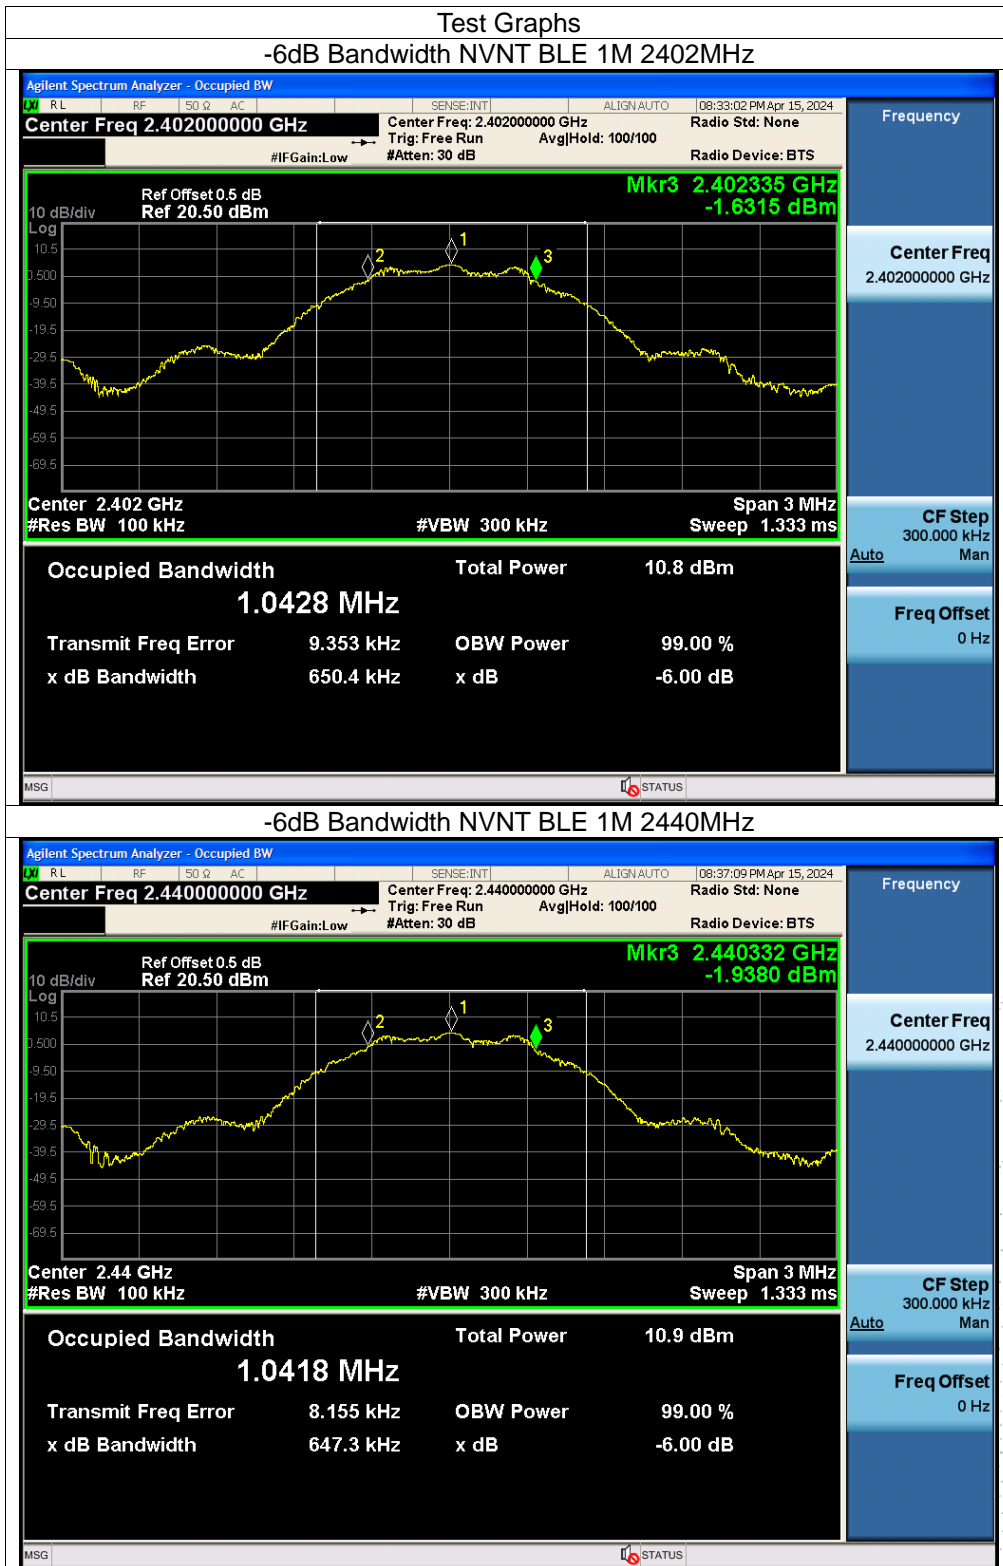 Test Graphs
-6dB Bandwidth NVNT BLE 1M 2402MHz
Agilent Spectrum Analyzer - Occupied BW
LXI RL RF 50 Ω AC SENSE:INT ALIGN AUTO 08:33:02 PM Apr 15, 2024
Center Freq 2.402000000 GHz
Center Freq: 2.402000000 GHz
Radio Std: None
Trig: Free Run Avg|Hold: 100/100
#IFGain:Low #Atten: 30 dB Radio Device: BTS
Frequency
Mkr3 2.402335 GHz
-1.6315 dBm
Ref Offset 0.5 dB
10 dB/div Ref 20.50 dBm
Log
10.5
0.500
-9.50
-19.5
-29.5
-39.5
-49.5
-59.5
-69.5
2
1
3
Center Freq
2.402000000 GHz
Center 2.402 GHz Span 3 MHz
#Res BW 100 kHz #VBW 300 kHz Sweep 1.333 ms
CF Step
300.000 kHz
Auto Man
Occupied Bandwidth Total Power 10.8 dBm
1.0428 MHz
Freq Offset
0 Hz
Transmit Freq Error 9.353 kHz OBW Power 99.00 %
x dB Bandwidth 650.4 kHz x dB -6.00 dB
MSG STATUS
-6dB Bandwidth NVNT BLE 1M 2440MHz
Agilent Spectrum Analyzer - Occupied BW
LXI RL RF 50 Ω AC SENSE:INT ALIGN AUTO 08:37:09 PM Apr 15, 2024
Center Freq 2.440000000 GHz
Center Freq: 2.440000000 GHz
Radio Std: None
Trig: Free Run Avg|Hold: 100/100
#IFGain:Low #Atten: 30 dB Radio Device: BTS
Frequency
Mkr3 2.440332 GHz
-1.9380 dBm
Ref Offset 0.5 dB
10 dB/div Ref 20.50 dBm
Log
10.5
0.500
-9.50
-19.5
-29.5
-39.5
-49.5
-59.5
-69.5
2
1
3
Center Freq
2.440000000 GHz
Center 2.44 GHz Span 3 MHz
#Res BW 100 kHz #VBW 300 kHz Sweep 1.333 ms
CF Step
300.000 kHz
Auto Man
Occupied Bandwidth Total Power 10.9 dBm
1.0418 MHz
Freq Offset
0 Hz
Transmit Freq Error 8.155 kHz OBW Power 99.00 %
x dB Bandwidth 647.3 kHz x dB -6.00 dB
MSG STATUS